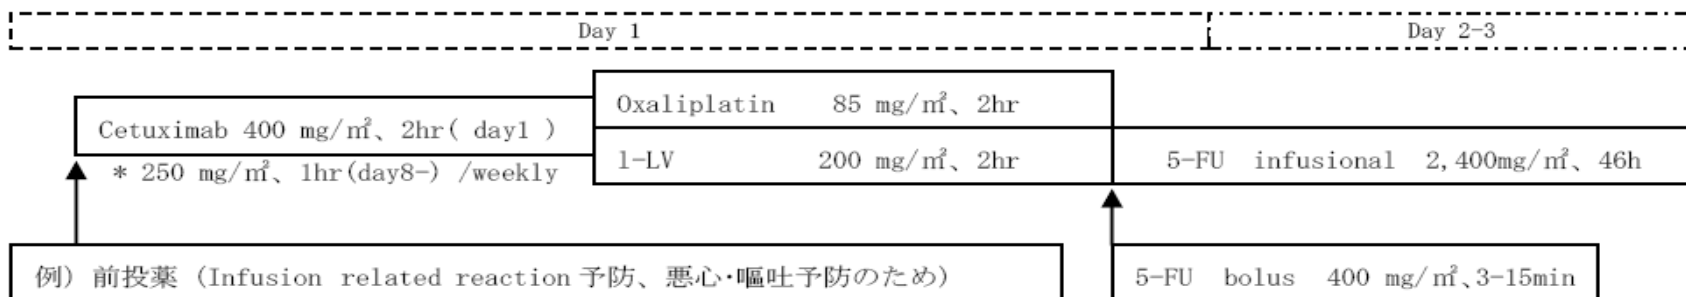 Day 1
Day 2-3
Oxaliplatin 85 mg/㎡、2hr
Cetuximab 400 mg/㎡、2hr( day1 )
l-LV 200 mg/㎡、2hr
5-FU infusional 2,400mg/㎡、46h
* 250 mg/㎡、1hr(day8-) /weekly
例) 前投薬 (Infusion related reaction 予防、悪心･嘔吐予防のため)
5-FU bolus 400 mg/㎡、3-15min